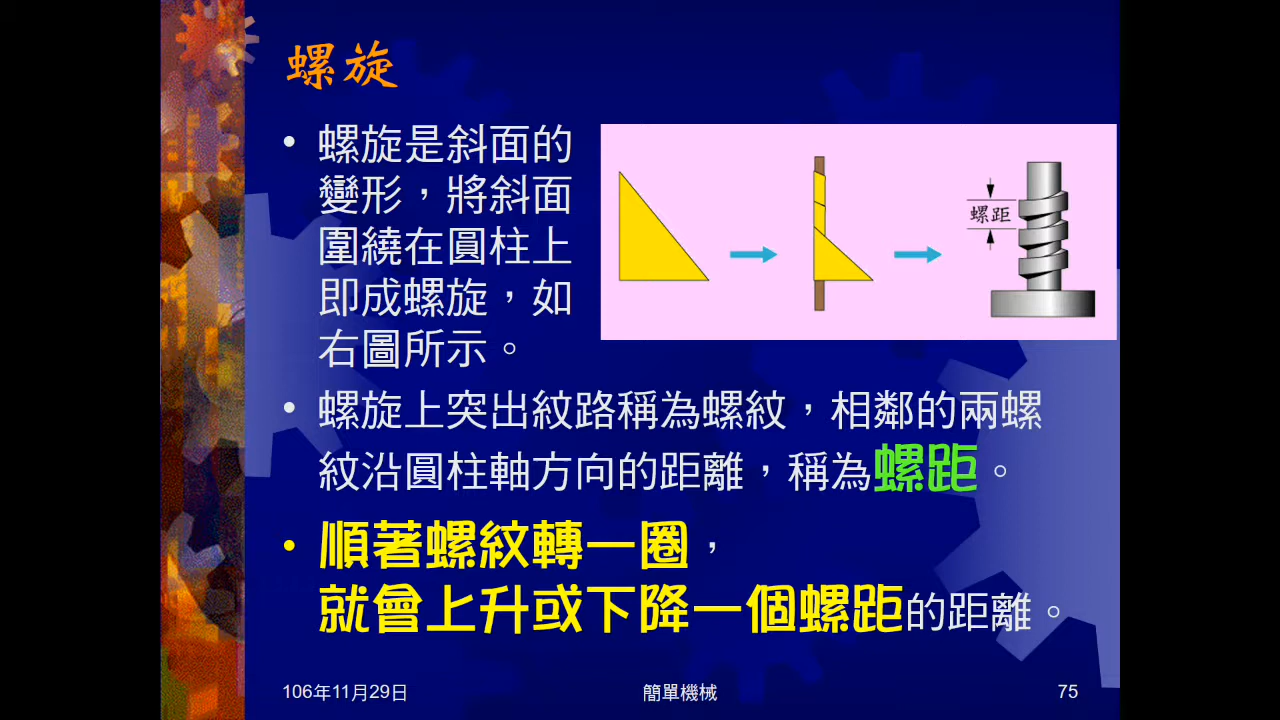 螺旋
• 螺旋是斜面的
變形，將斜面
圍繞在圓柱上
即成螺旋，如
右圖所示。
螺距
• 螺旋上突出紋路稱為螺紋，相鄰的兩螺
紋沿圓柱軸方向的距離，稱為螺距。
• 順著螺紋轉一圈，
就會上升或下降一個螺距的距離。
106年11月29日
簡單機械
75